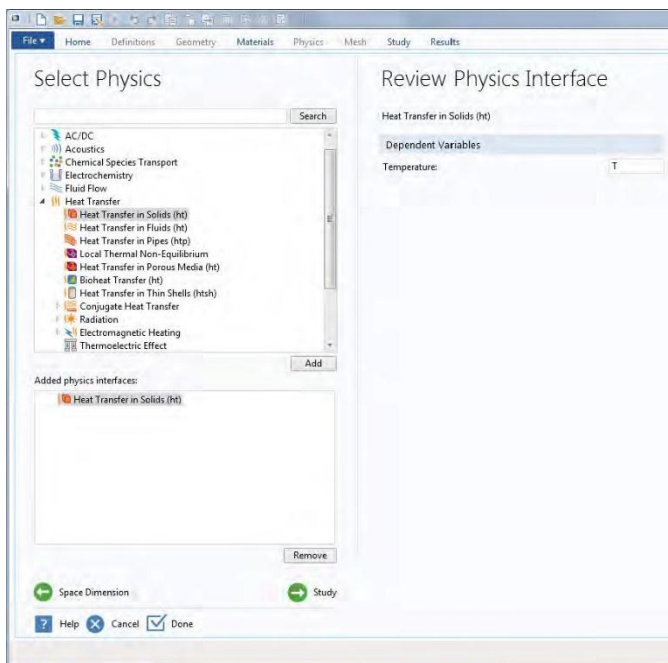 File Home Definitions Geometry Materials Physics Mesh Study Results
Select Physics
Search
AC/DC
Acoustics
Chemical Species Transport
Electrochemistry
Fluid Flow
Heat Transfer
Heat Transfer in Solids (ht)
Heat Transfer in Fluids (ht)
Heat Transfer in Pipes (htp)
Local Thermal Non-Equilibrium
Heat Transfer in Porous Media (ht)
Bioheat Transfer (ht)
Heat Transfer in Thin Shells (htsh)
Conjugate Heat Transfer
Radiation
Electromagnetic Heating
Thermoelectric Effect
Add
Added physics interfaces:
Heat Transfer in Solids (ht)
Remove
Space Dimension
Study
? Help Cancel Done
Review Physics Interface
Heat Transfer in Solids (ht)
Dependent Variables
Temperature: T